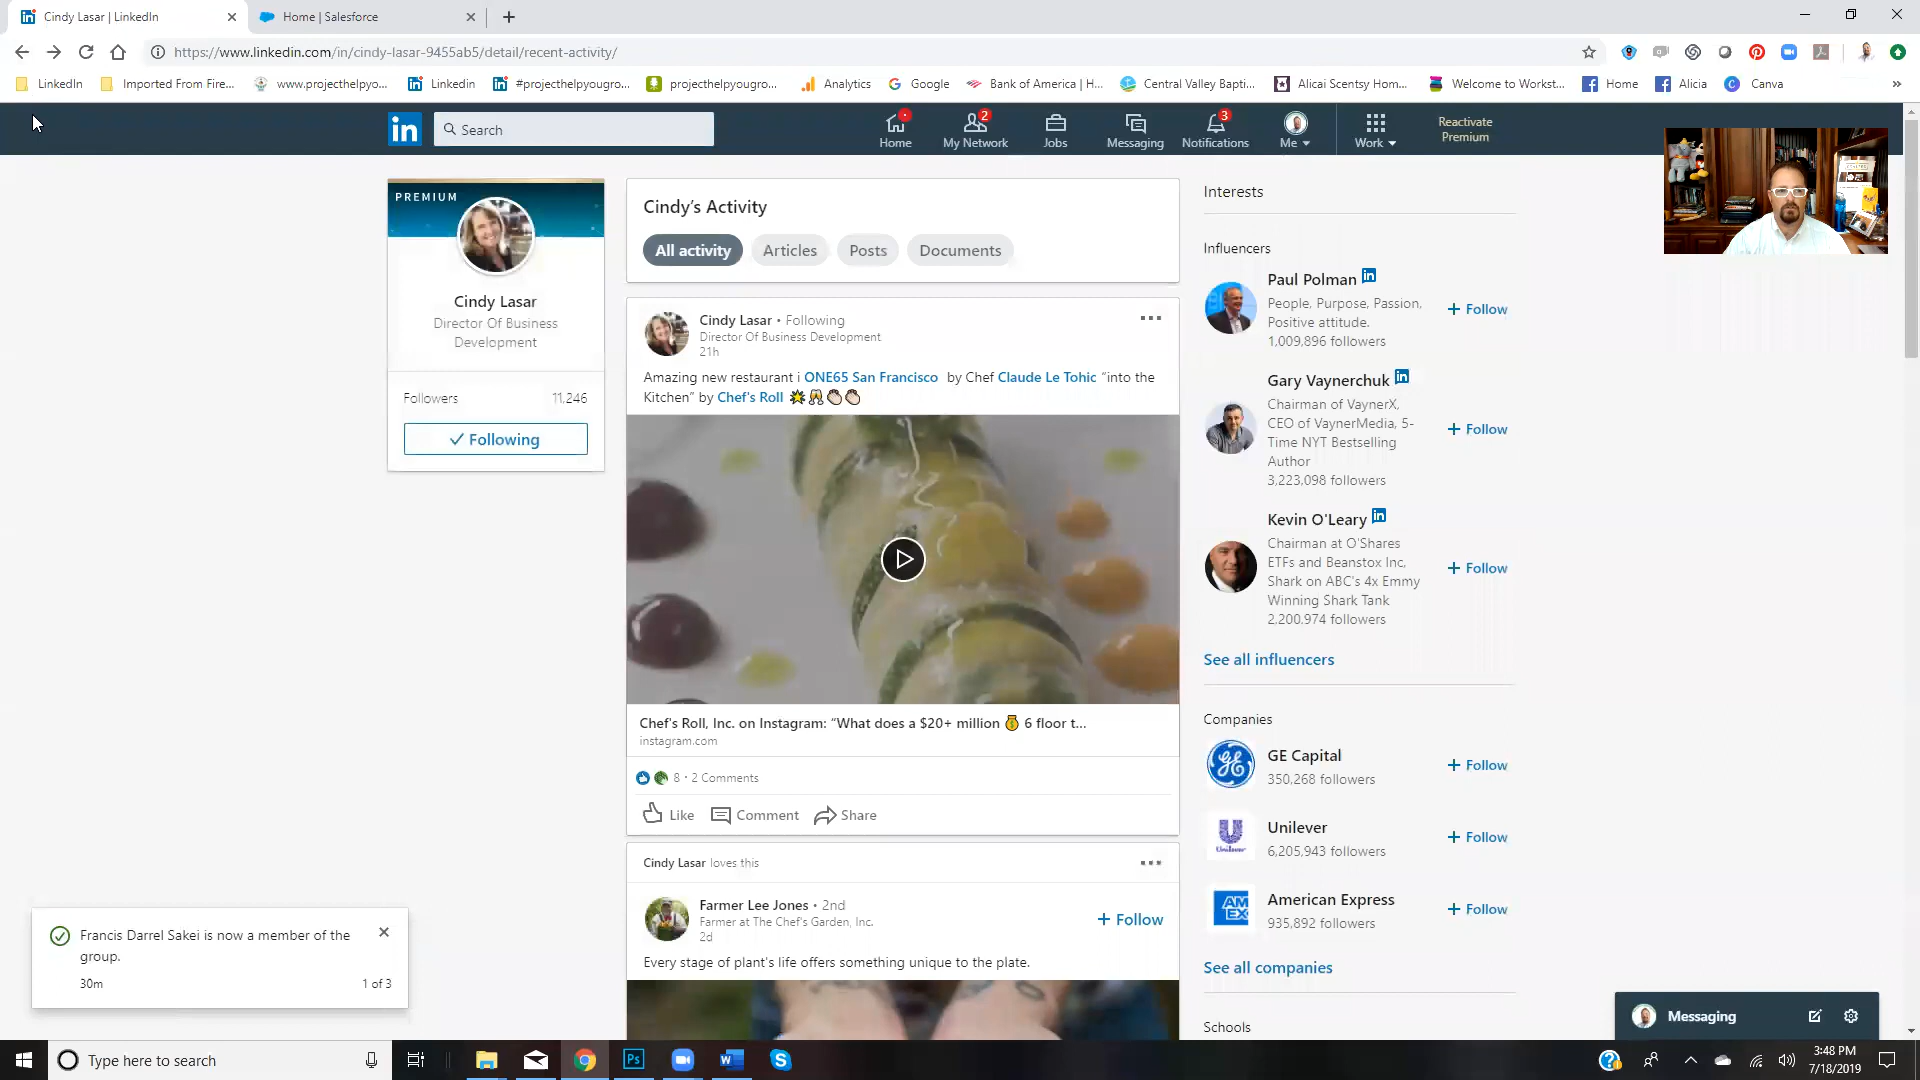 Cindy Lasar | LinkedIn
Home | Salesforce
https://www.linkedin.com/in/cindy-lasar-9455ab5/detail/recent-activity/
LinkedIn
Imported From Fire...
www.projecthelpyo...
Linkedin
#projecthelpyougro...
projecthelpyougro...
Analytics
Google
Bank of America | H...
Central Valley Bapti...
Alicai Scentsy Hom...
Welcome to Workst...
Home
Alicia
Canva
in
Search
Home
2
My Network
Jobs
Messaging
3
Notifications
Me
Work
Reactivate
Premium
PREMIUM
Cindy Lasar
Director Of Business
Development
Followers 11,246
Following
Cindy's Activity
All activity
Articles
Posts
Documents
Cindy Lasar • Following
Director Of Business Development
21h
Amazing new restaurant i ONE65 San Francisco by Chef Claude Le Tohic “into the
Kitchen” by Chef's Roll
Chef's Roll, Inc. on Instagram: “What does a $20+ million 💰 6 floor t...
instagram.com
8 · 2 Comments
Like
Comment
Share
Cindy Lasar loves this
Farmer Lee Jones • 2nd
Farmer at The Chef's Garden, Inc.
2d
+ Follow
Every stage of plant's life offers something unique to the plate.
Interests
Influencers
Paul Polman in
People, Purpose, Passion,
Positive attitude.
1,009,896 followers
+ Follow
Gary Vaynerchuk in
Chairman of VaynerX,
CEO of VaynerMedia, 5-
Time NYT Bestselling
Author
3,223,098 followers
+ Follow
Kevin O'Leary in
Chairman at O'Shares
ETFs and Beanstox Inc,
Shark on ABC's 4x Emmy
Winning Shark Tank
2,200,974 followers
+ Follow
See all influencers
Companies
GE Capital
350,268 followers
+ Follow
Unilever
6,205,943 followers
+ Follow
AM
EX
American Express
935,892 followers
+ Follow
See all companies
Schools
Francis Darrel Sakei is now a member of the
group.
30m 1 of 3
Messaging
Type here to search
Ps
3:48 PM
7/18/2019